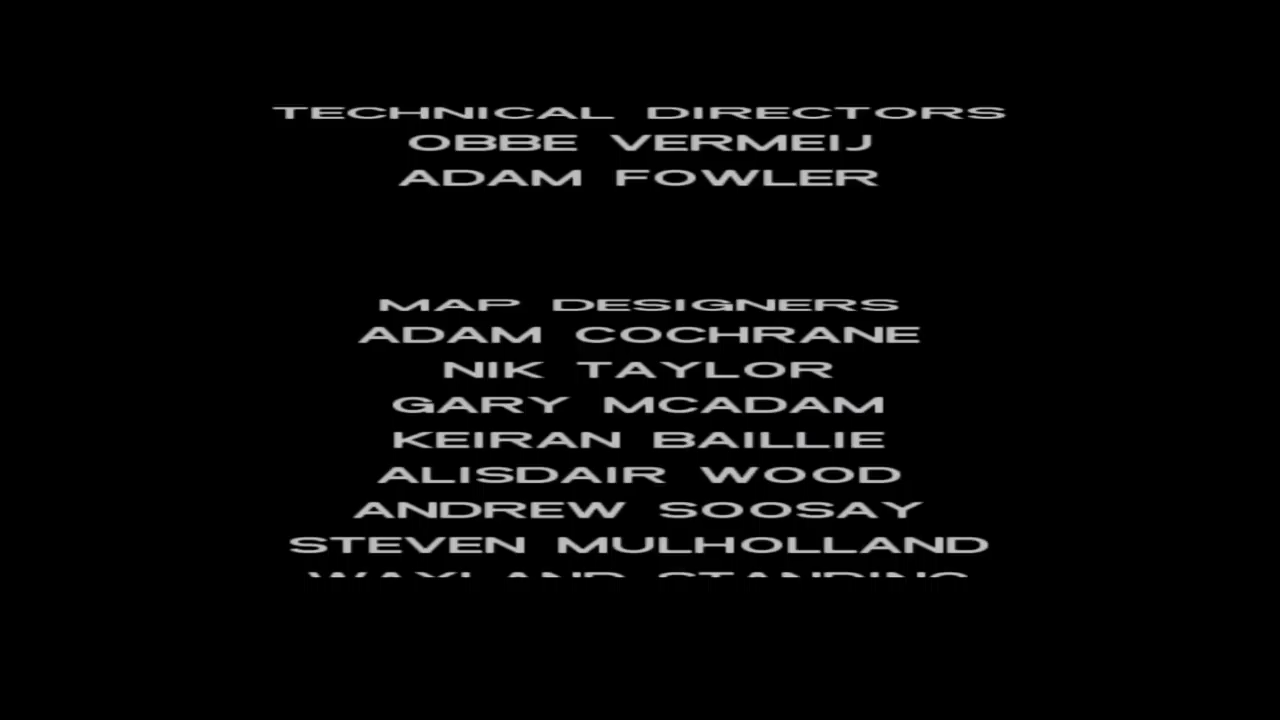 TECHNICAL DIRECTORS
OBBE VERMEIJ
ADAM FOWLER
MAP DESIGNERS
ADAM COCHRANE
NIK TAYLOR
GARY MCADAM
KEIRAN BAILLIE
ALISDAIR WOOD
ANDREW SOOSAY
STEVEN MULHOLLAND
WAYLAND STANDING